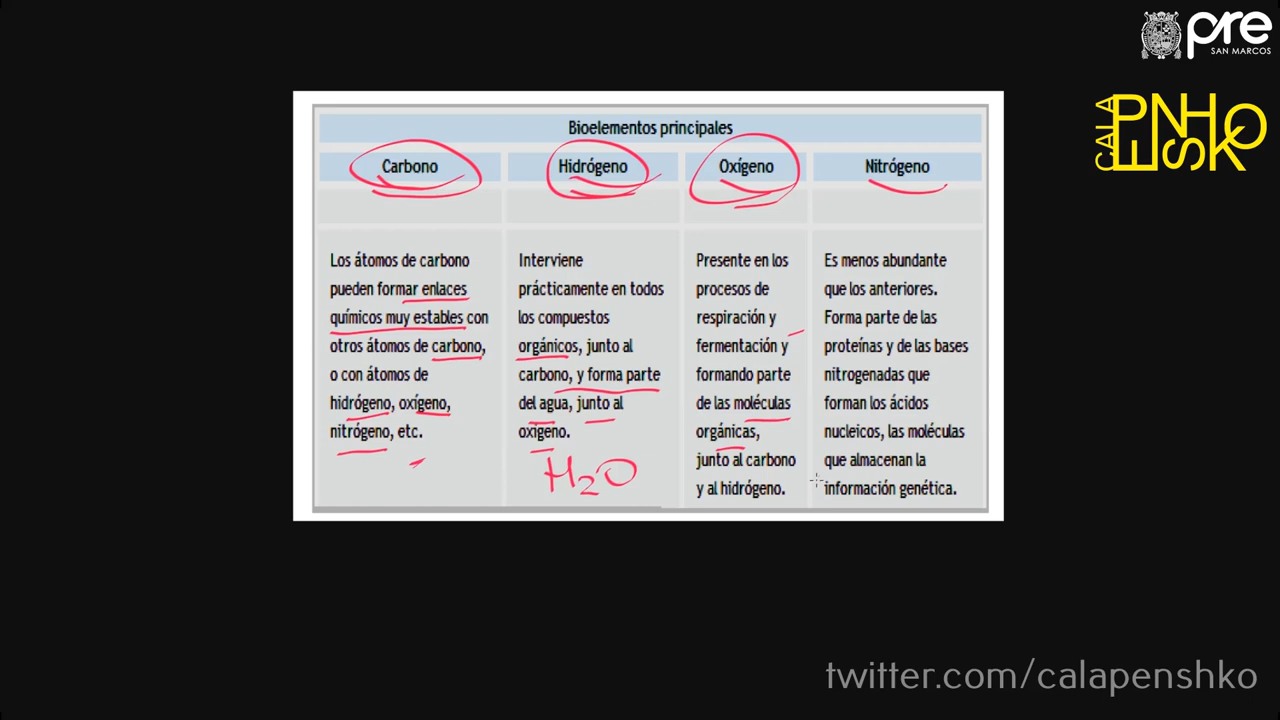 pre
SAN MARCOS
CALA
PENSHKO
Bioelementos principales
Carbono
Hidrógeno
Oxígeno
Nitrógeno
Los átomos de carbono
pueden formar enlaces
químicos muy estables con
otros átomos de carbono,
o con átomos de
hidrógeno, oxígeno,
nitrógeno, etc.
Interviene
prácticamente en todos
los compuestos
orgánicos, junto al
carbono, y forma parte
del agua, junto al
oxígeno.
H2O
Presente en los
procesos de
respiración y
fermentación y
formando parte
de las moléculas
orgánicas,
junto al carbono
y al hidrógeno.
Es menos abundante
que los anteriores.
Forma parte de las
proteínas y de las bases
nitrogenadas que
forman los ácidos
nucleicos, las moléculas
que almacenan la
información genética.
twitter.com/calapenshko